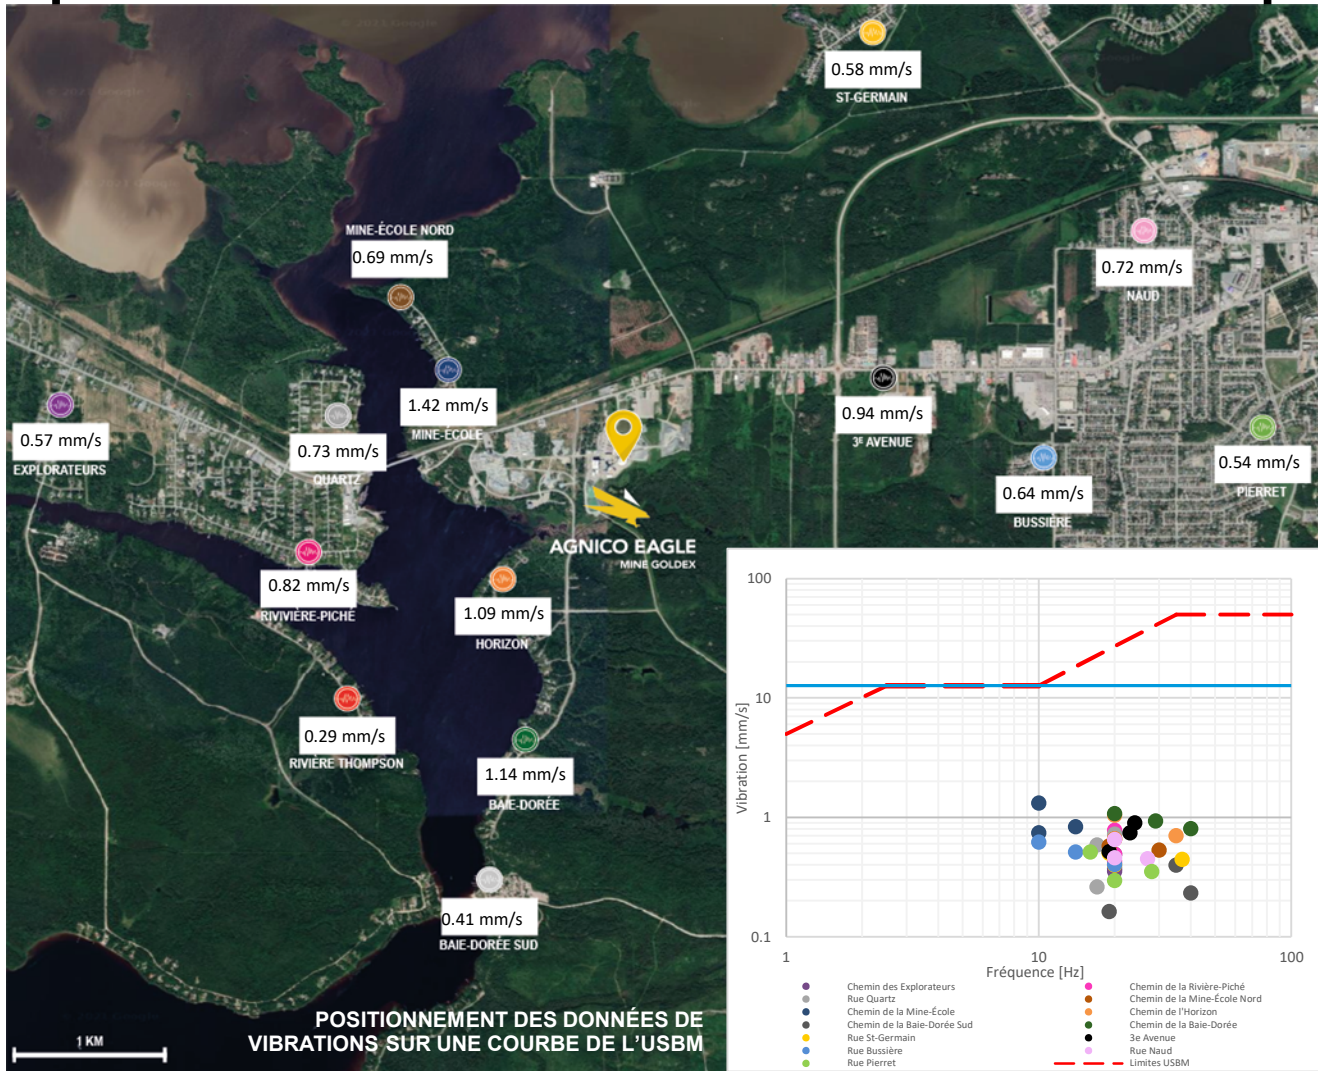 0.58 mm/s
ST-GERMAIN
MINE-ÉCOLE NORD
0.69 mm/s
0.72 mm/s
NAUD
1.42 mm/s
MINE-ÉCOLE
0.57 mm/s
EXPLORATEURS
0.73 mm/s
QUARTZ
0.94 mm/s
3E AVENUE
0.54 mm/s
PIERRET
0.64 mm/s
BUSSIÈRE
AGNICO EAGLE
MINE GOLDEX
0.82 mm/s
RIVIVIÈRE-PICHÉ
1.09 mm/s
HORIZON
0.29 mm/s
RIVIÈRE THOMPSON
1.14 mm/s
BAIE-DORÉE
0.41 mm/s
BAIE-DORÉE SUD
POSITIONNEMENT DES DONNÉES DE
VIBRATIONS SUR UNE COURBE DE L'USBM
1 KM
Vibration [mm/s]
100
10
1
0.1
1
10
100
Fréquence [Hz]
Chemin des Explorateurs
Chemin de la Rivière-Piché
Rue Quartz
Chemin de la Mine-École Nord
Chemin de la Mine-École
Chemin de l'Horizon
Chemin de la Baie-Dorée Sud
Chemin de la Baie-Dorée
Rue St-Germain
3e Avenue
Rue Bussière
Rue Naud
Rue Pierret
Limites USBM